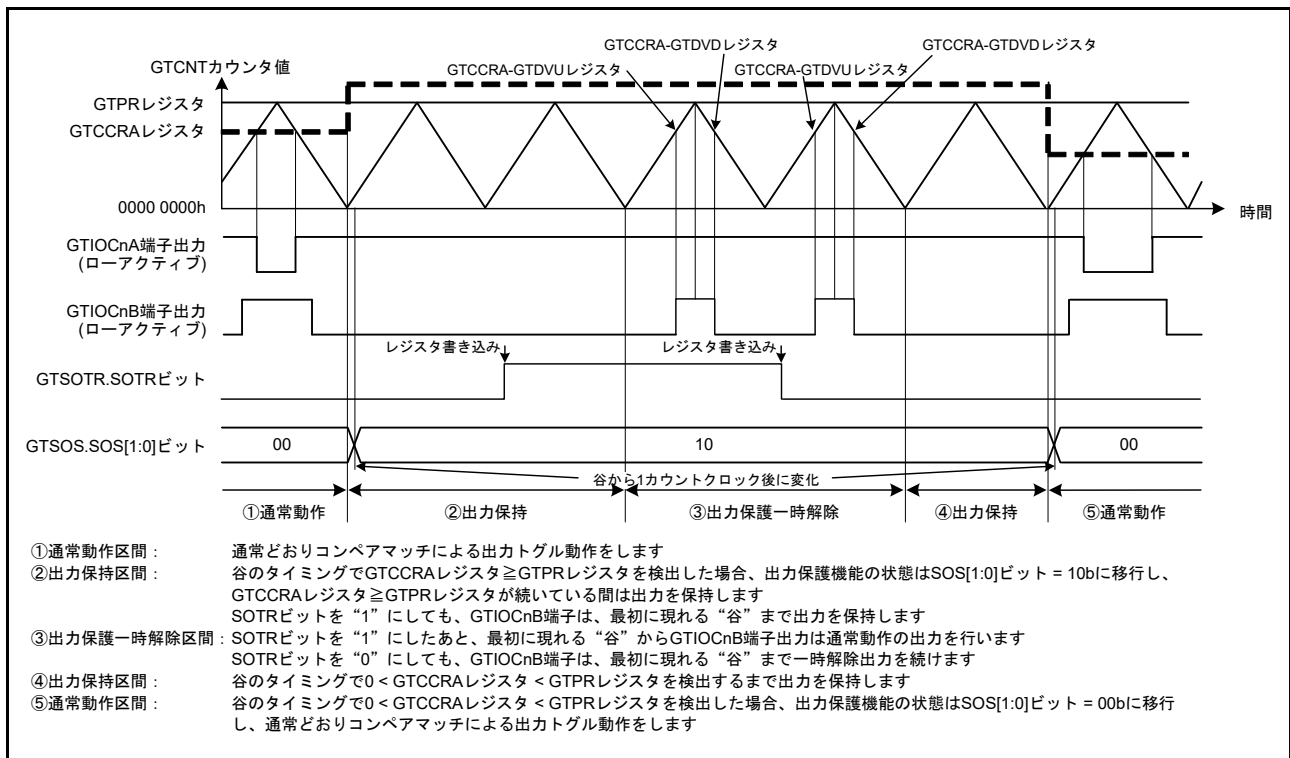 GTCCRA-GTDVDレジスタ
GTCCRA-GTDVDレジスタ
GTCNTカウンタ値
GTCCRA-GTDVUレジスタ
GTCCRA-GTDVUレジスタ
GTPRレジスタ
GTCCRAレジスタ
0000 0000h
時間
GTIOCnA端子出力
(ローアクティブ)
GTIOCnB端子出力
(ローアクティブ)
レジスタ書き込み
レジスタ書き込み
GTSOTR.SOTRビット
GTSOS.SOS[1:0]ビット
00
10
00
谷から1カウントクロック後に変化
①通常動作
②出力保持
③出力保護一時解除
④出力保持
⑤通常動作
①通常動作区間： 通常どおりコンペアマッチによる出力トグル動作をします
②出力保持区間： 谷のタイミングでGTCCRAレジスタ≧GTPRレジスタを検出した場合、出力保護機能の状態はSOS[1:0]ビット = 10bに移行し、
GTCCRAレジスタ≧GTPRレジスタが続いている間は出力を保持します
SOTRビットを“1”にしても、GTIOCnB端子は、最初に現れる“谷”まで出力を保持します
③出力保護一時解除区間：SOTRビットを“1”にしたあと、最初に現れる“谷”からGTIOCnB端子出力は通常動作の出力を行います
SOTRビットを“0”にしても、GTIOCnB端子は、最初に現れる“谷”まで一時解除出力を続けます
④出力保持区間： 谷のタイミングで0 < GTCCRAレジスタ < GTPRレジスタを検出するまで出力を保持します
⑤通常動作区間： 谷のタイミングで0 < GTCCRAレジスタ < GTPRレジスタを検出した場合、出力保護機能の状態はSOS[1:0]ビット = 00bに移行
し、通常どおりコンペアマッチによる出力トグル動作をします